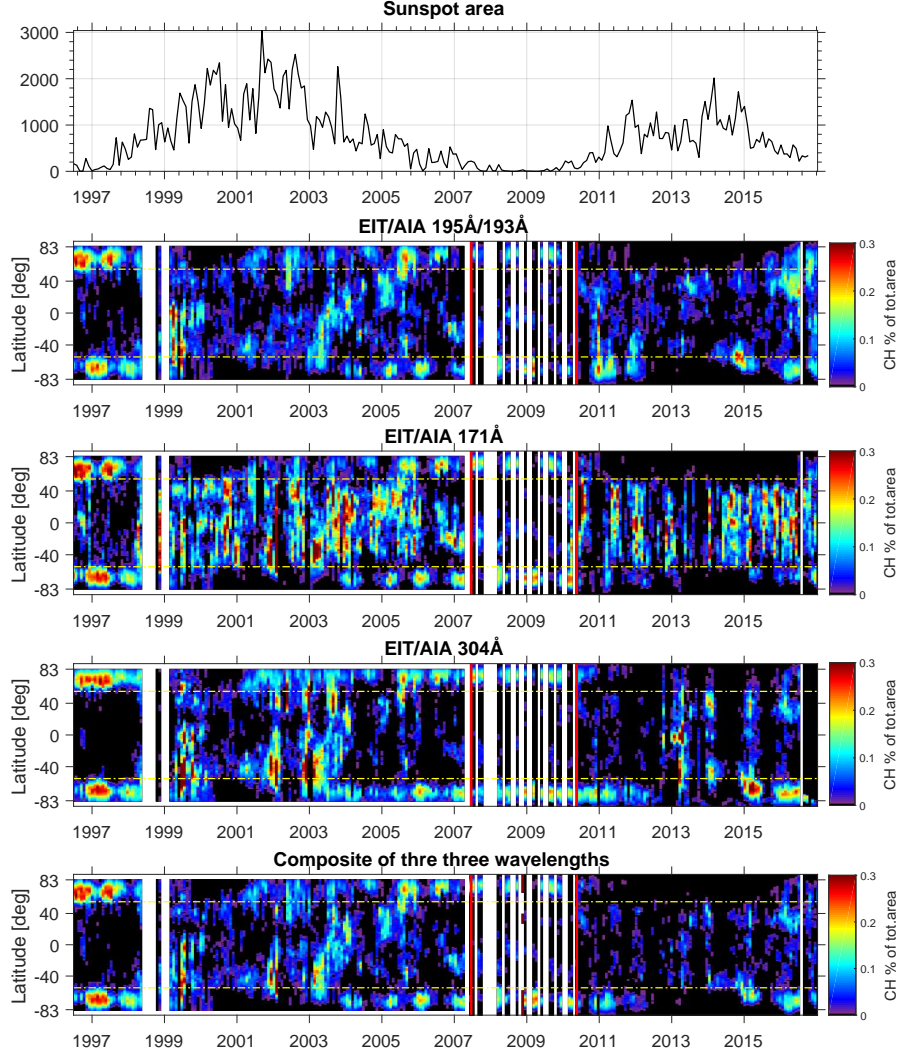 Sunspot area
3000
2000
1000
0
1997 1999 2001 2003 2005 2007 2009 2011 2013 2015
EIT/AIA 195Å/193Å
Latitude [deg]
83
40
0
-40
-83
1997 1999 2001 2003 2005 2007 2009 2011 2013 2015
0.3
0.2
0.1
0
CH % of tot.area
EIT/AIA 171Å
Latitude [deg]
83
40
0
-40
-83
1997 1999 2001 2003 2005 2007 2009 2011 2013 2015
0.3
0.2
0.1
0
CH % of tot.area
EIT/AIA 304Å
Latitude [deg]
83
40
0
-40
-83
1997 1999 2001 2003 2005 2007 2009 2011 2013 2015
0.3
0.2
0.1
0
CH % of tot.area
Composite of thre three wavelengths
Latitude [deg]
83
40
0
-40
-83
1997 1999 2001 2003 2005 2007 2009 2011 2013 2015
0.3
0.2
0.1
0
CH % of tot.area